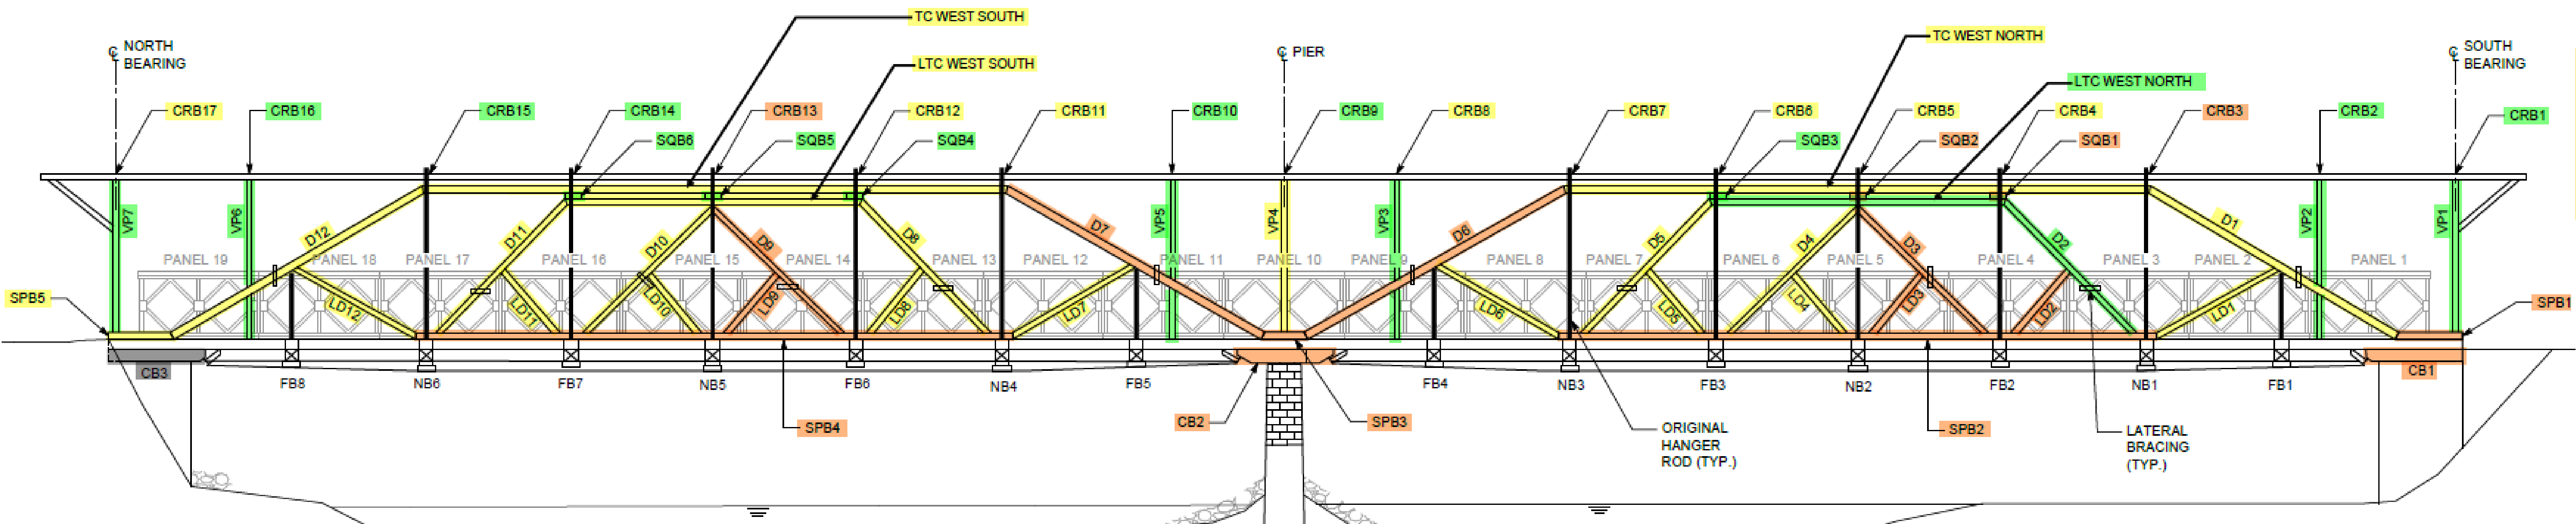 TC WEST SOUTH
TC WEST NORTH
℄ NORTH BEARING
℄ PIER
℄ SOUTH BEARING
LTC WEST SOUTH
LTC WEST NORTH
CRB17
CRB16
CRB15
CRB14
CRB13
CRB12
CRB11
CRB10
CRB9
CRB8
CRB7
CRB6
CRB5
CRB4
CRB3
CRB2
CRB1
SQB6
SQB5
SQB4
SQB3
SQB2
SQB1
VP7
VP6
VP5
VP4
VP3
VP2
VP1
D12
D11
D10
D9
D8
D7
D6
D5
D4
D3
D2
D1
PANEL 19
PANEL 18
PANEL 17
PANEL 16
PANEL 15
PANEL 14
PANEL 13
PANEL 12
PANEL 11
PANEL 10
PANEL 9
PANEL 8
PANEL 7
PANEL 6
PANEL 5
PANEL 4
PANEL 3
PANEL 2
PANEL 1
LD12
LD11
LD10
LD9
LD8
LD7
LD6
LD5
LD4
LD3
LD2
LD1
SPB5
SPB1
CB3
CB1
FB8
NB6
FB7
NB5
FB6
NB4
FB5
FB4
NB3
FB3
NB2
FB2
NB1
FB1
SPB4
CB2
SPB3
SPB2
ORIGINAL
HANGER
ROD (TYP.)
LATERAL
BRACING
(TYP.)